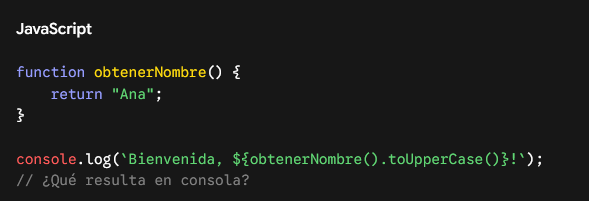 JavaScript
function obtenerNombre() {
    return "Ana";
}
console.log(`Bienvenida, ${obtenerNombre().toUpperCase()}!`);
// ¿Qué resulta en consola?